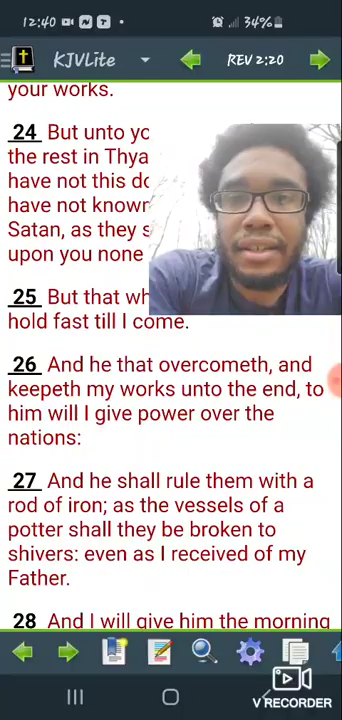 12:40
34%
KJVLite
REV 2:20
your works.
24 But unto yo
the rest in Thya
have not this do
have not known
Satan, as they s
upon you none
25 But that wh
hold fast till I come.
26 And he that overcometh, and
keepeth my works unto the end, to
him will I give power over the
nations:
27 And he shall rule them with a
rod of iron; as the vessels of a
potter shall they be broken to
shivers: even as I received of my
Father.
28 And I will give him the morning
V RECORDER